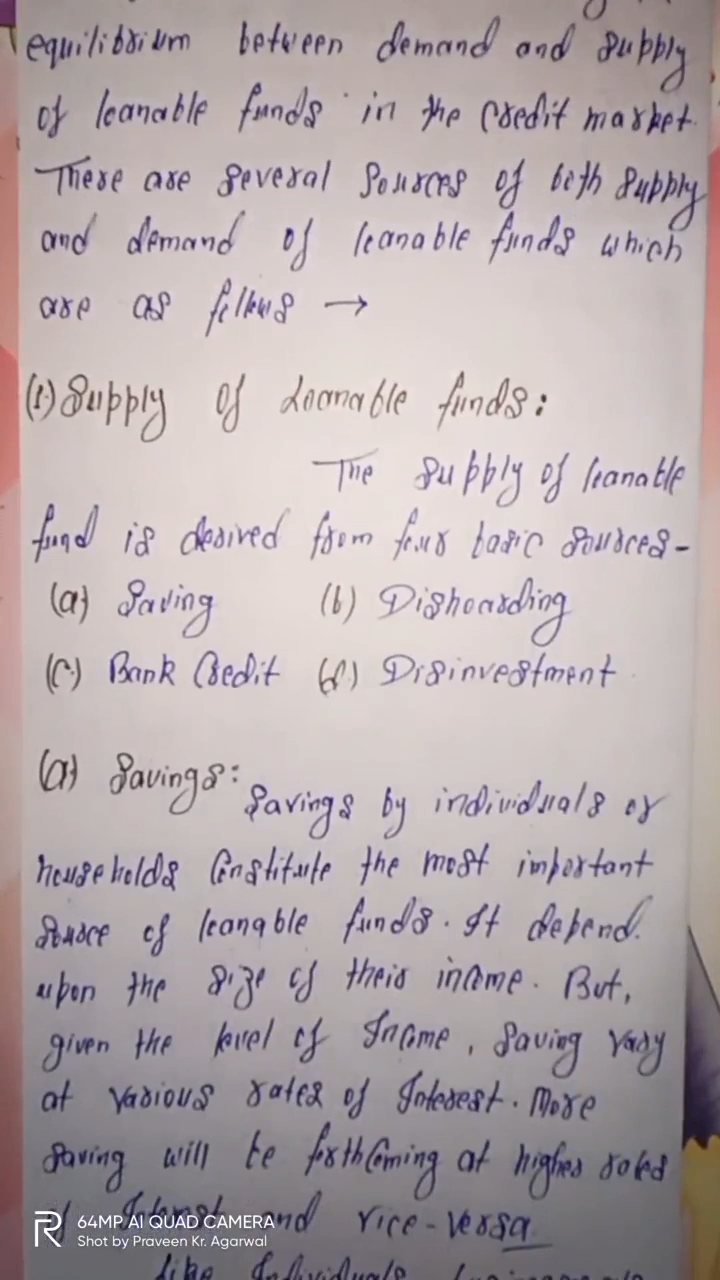 equilibrium between demand and supply
of loanable funds in the credit market.
There are several sources of both supply
and demand of loanable funds which
are as follows →
(1.) Supply of Loanable funds:
The supply of loanable
fund is desived from four basic sources-
(a) Saving (b) Dishoarding
(c.) Bank Credit (d.) Disinvestment
(a) Savings:
Savings by individuals or
households Constitute the most important
source of loanable funds. It depend.
upon the size of their income. But,
given the level of Income, Saving vary
at various rates of Interest. More
saving will be forthcoming at higher rates
of Interest and vice-versa
64MP AI QUAD CAMERA
Shot by Praveen Kr. Agarwal
like Individuals